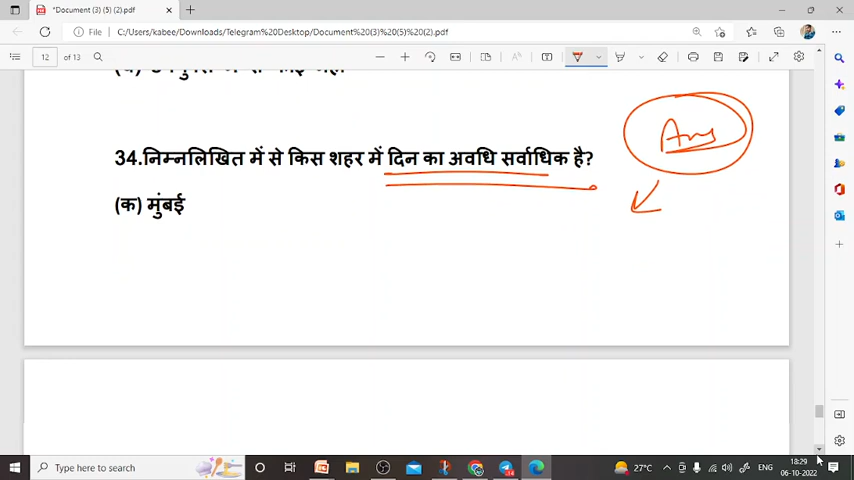 *Document (3) (5) (2).pdf
File
C:/Users/kabee/Downloads/Telegram%20Desktop/Document%20(3)%20(5)%20(2).pdf
12 of 13
34.निम्नलिखित में से किस शहर में दिन का अवधि सर्वाधिक है?
Ans
(क) मुंबई
Type here to search
27°C
ENG
18:29
06-10-2022